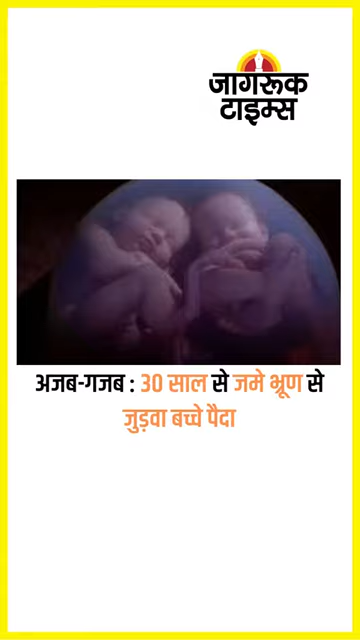 जागरूक
टाइम्स
अजब-गजब : 30 साल से जमे भ्रूण से
जुड़वा बच्चे पैदा